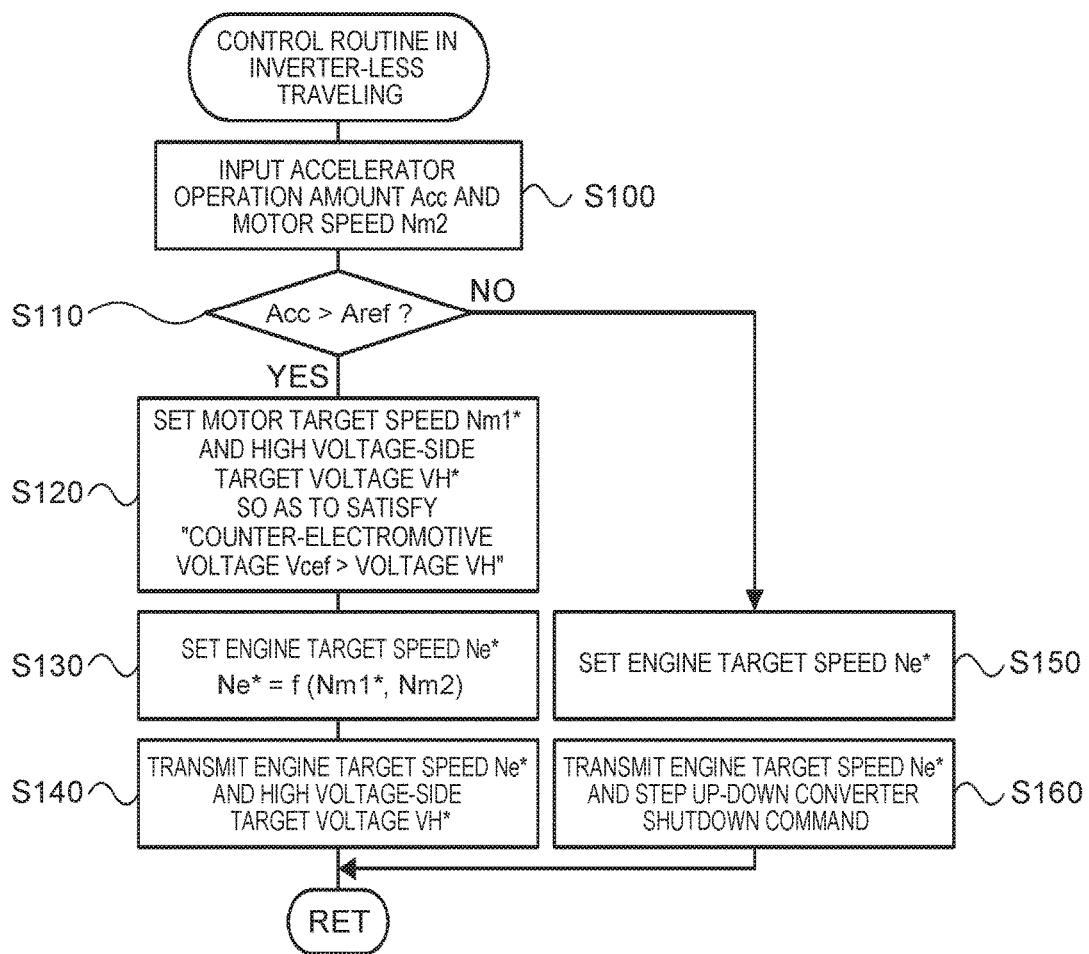 CONTROL ROUTINE IN
INVERTER-LESS
TRAVELING
INPUT ACCELERATOR
OPERATION AMOUNT Acc AND
MOTOR SPEED Nm2
S100
S110
Acc > Aref ?
NO
YES
SET MOTOR TARGET SPEED Nm1*
AND HIGH VOLTAGE-SIDE
TARGET VOLTAGE VH*
SO AS TO SATISFY
"COUNTER-ELECTROMOTIVE
VOLTAGE Vcef > VOLTAGE VH"
S120
S130
SET ENGINE TARGET SPEED Ne*
Ne* = f (Nm1*, Nm2)
SET ENGINE TARGET SPEED Ne*
S150
S140
TRANSMIT ENGINE TARGET SPEED Ne*
AND HIGH VOLTAGE-SIDE
TARGET VOLTAGE VH*
TRANSMIT ENGINE TARGET SPEED Ne*
AND STEP UP-DOWN CONVERTER
SHUTDOWN COMMAND
S160
RET